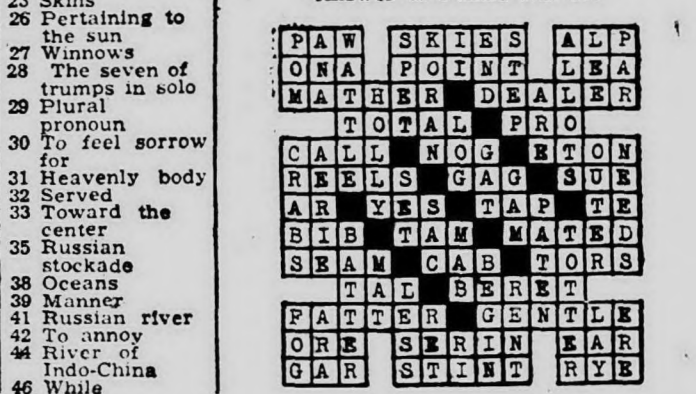 23 Skins
26 Pertaining to
the sun
27 Winnows
28 The seven of
trumps in solo
29 Plural
pronoun
30 To feel sorrow
for
31 Heavenly body
32 Served
33 Toward the
center
35 Russian
stockade
38 Oceans
39 Manner
41 Russian river
42 To annoy
44 River of
Indo-China
46 While
PAW SKIES ALP
ONA POINT LEA
MATHER DEALER
TOTAL PRO
CALL NOG ETON
REELS GAG SUE
AR YES TAP TE
BIB TAM MATED
SEAM CAB TORS
TAL BERET
PATTER GENTLE
ORE SERIN EAR
GAR STINT RYE